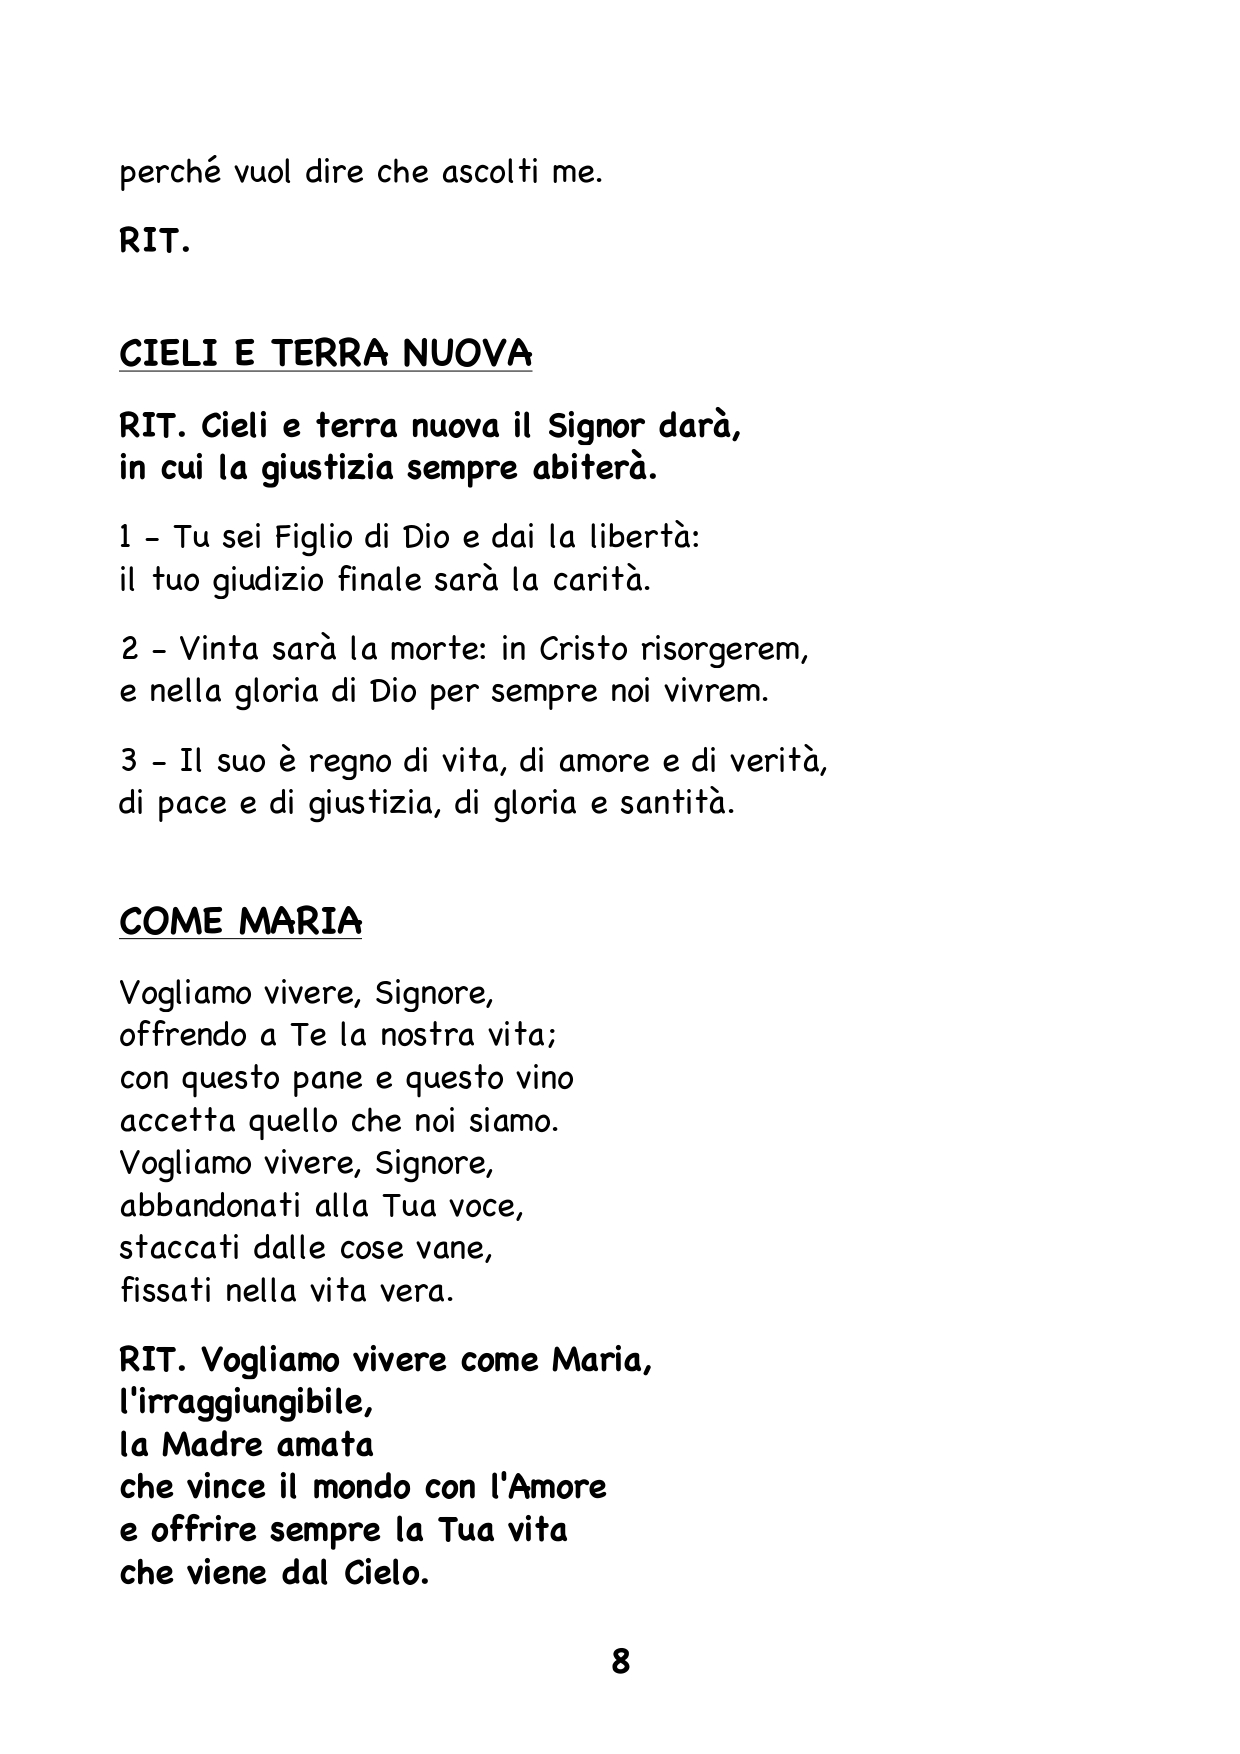 perché vuol dire che ascolti me.
RIT.
CIELI E TERRA NUOVA
RIT. Cieli e terra nuova il Signor darà,
in cui la giustizia sempre abiterà.
1 – Tu sei Figlio di Dio e dai la libertà:
il tuo giudizio finale sarà la carità.
2 – Vinta sarà la morte: in Cristo risorgerem,
e nella gloria di Dio per sempre noi vivrem.
3 – Il suo è regno di vita, di amore e di verità,
di pace e di giustizia, di gloria e santità.
COME MARIA
Vogliamo vivere, Signore,
offrendo a Te la nostra vita;
con questo pane e questo vino
accetta quello che noi siamo.
Vogliamo vivere, Signore,
abbandonati alla Tua voce,
staccati dalle cose vane,
fissati nella vita vera.
RIT. Vogliamo vivere come Maria,
l'irraggiungibile,
la Madre amata
che vince il mondo con l'Amore
e offrire sempre la Tua vita
che viene dal Cielo.
8